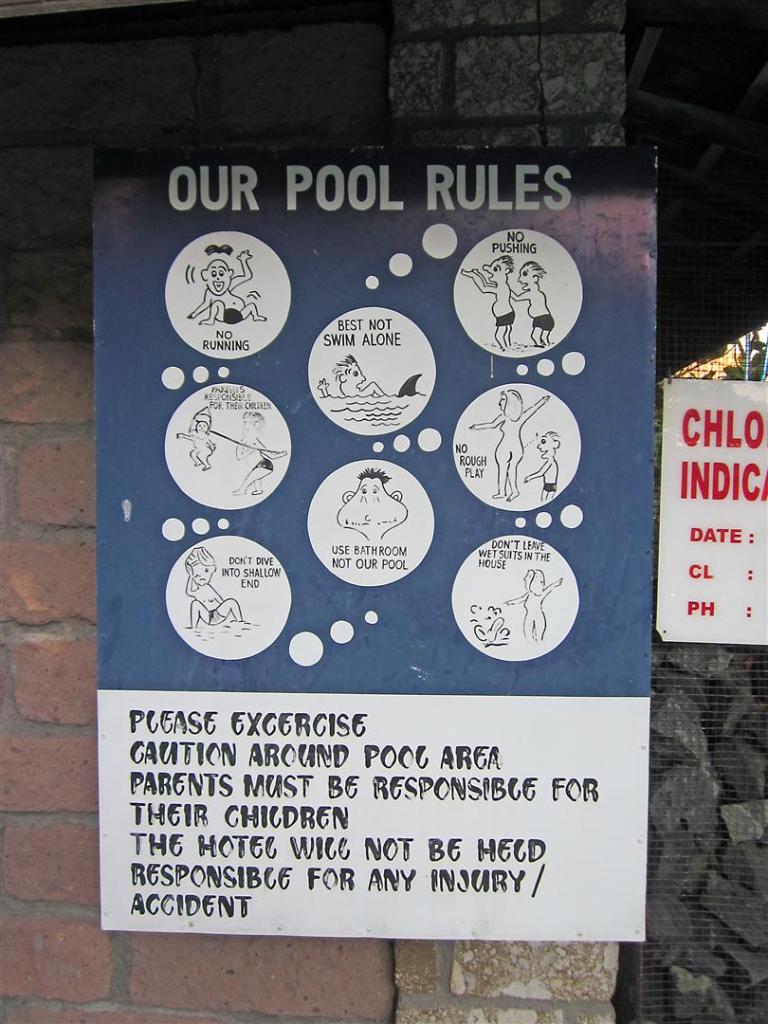 OUR POOL RULES
NO
RUNNING
BEST NOT
SWIM ALONE
NO
PUSHING
PARENTS
RESPONSIBLE
FOR THEIR CHILDREN
NO
ROUGH
PLAY
USE BATHROOM
NOT OUR POOL
DON'T DIVE
INTO SHALLOW
END
DON'T LEAVE
WET SUITS IN THE
HOUSE
PLEASE EXCERCISE
CAUTION AROUND POOL AREA
PARENTS MUST BE RESPONSIBLE FOR
THEIR CHILDREN
THE HOTEL WILL NOT BE HELD
RESPONSIBLE FOR ANY INJURY/
ACCIDENT
CHLO
INDICA
DATE :
CL :
PH :